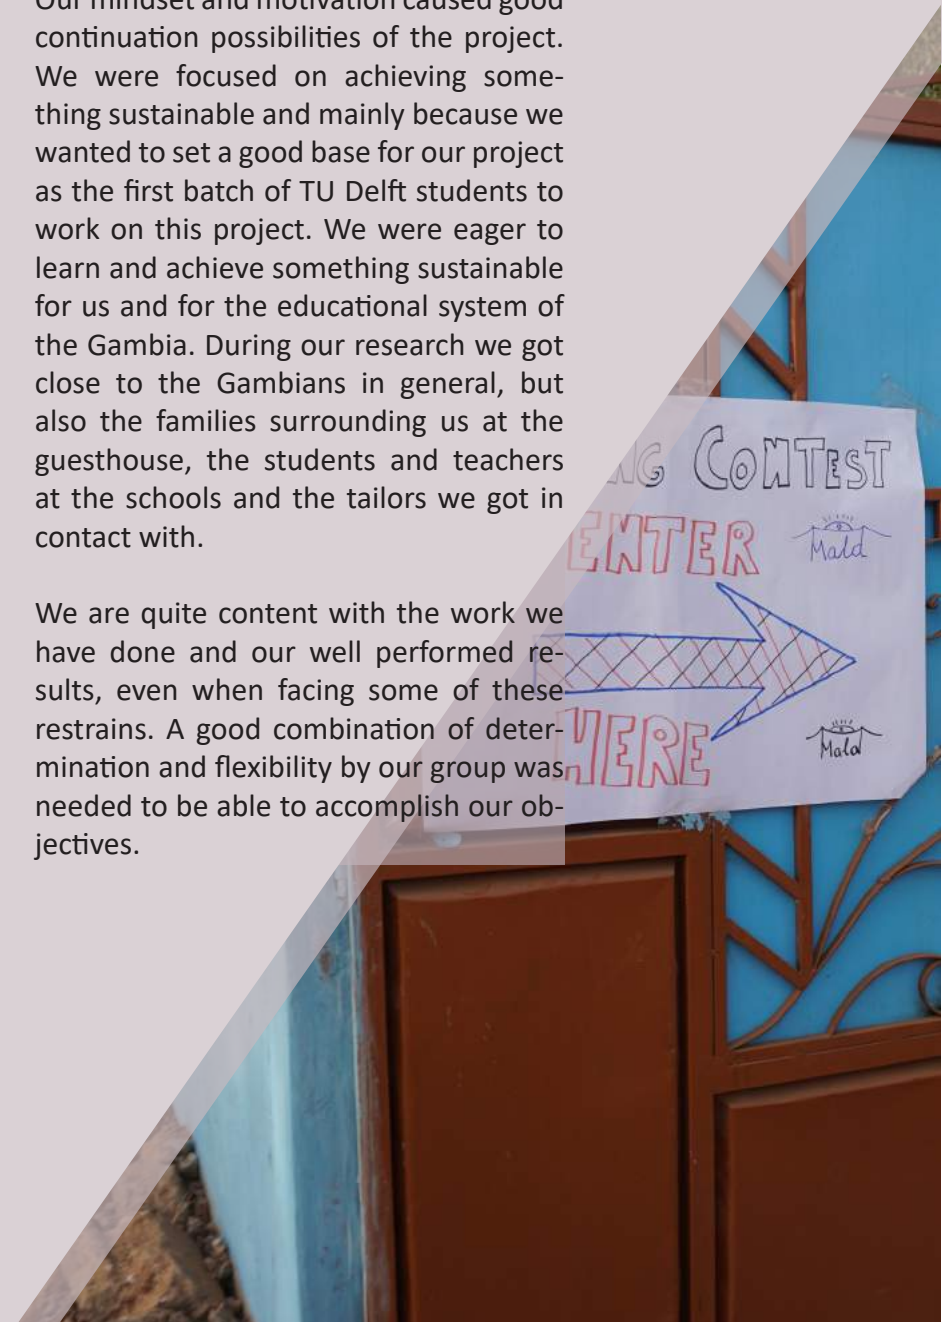 Our mindset and motivation caused good
continuation possibilities of the project.
We were focused on achieving some-
thing sustainable and mainly because we
wanted to set a good base for our project
as the first batch of TU Delft students to
work on this project. We were eager to
learn and achieve something sustainable
for us and for the educational system of
the Gambia. During our research we got
close to the Gambians in general, but
also the families surrounding us at the
guesthouse, the students and teachers
at the schools and the tailors we got in
contact with.
We are quite content with the work we
have done and our well performed re-
sults, even when facing some of these
restrains. A good combination of deter-
mination and flexibility by our group was
needed to be able to accomplish our ob-
jectives.
NG CONTEST
ENTER
Mald
HERE
Mald